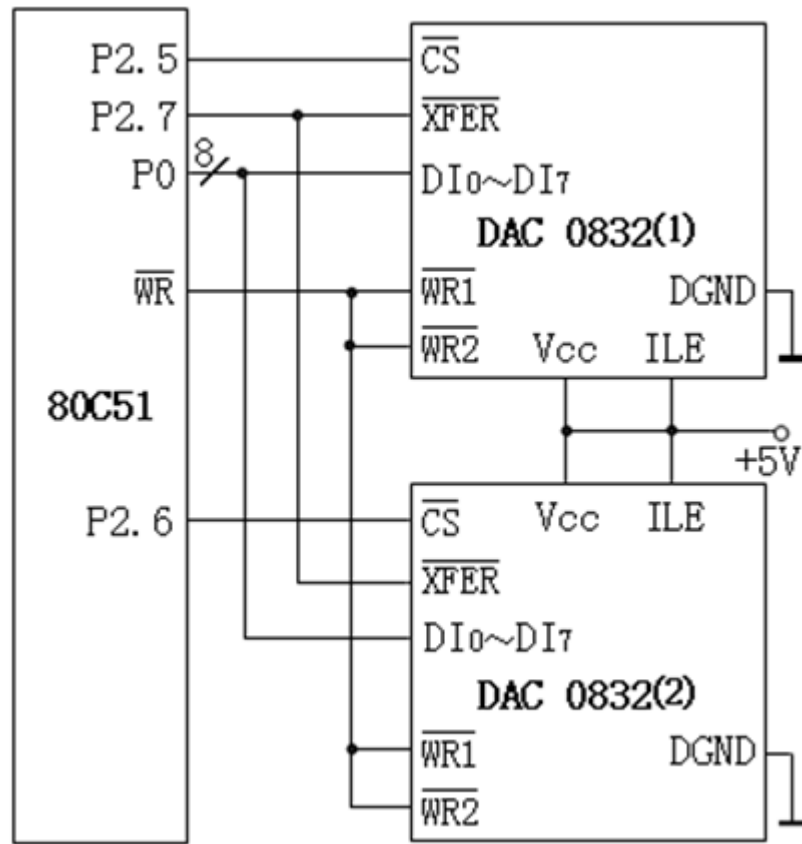 P2.5
P2.7
8
P0
WR
80C51
P2.6
CS
XFER
DI0~DI7
DAC 0832(1)
WR1
DGND
WR2
Vcc
ILE
+5V
CS
Vcc
ILE
XFER
DI0~DI7
DAC 0832(2)
WR1
DGND
WR2